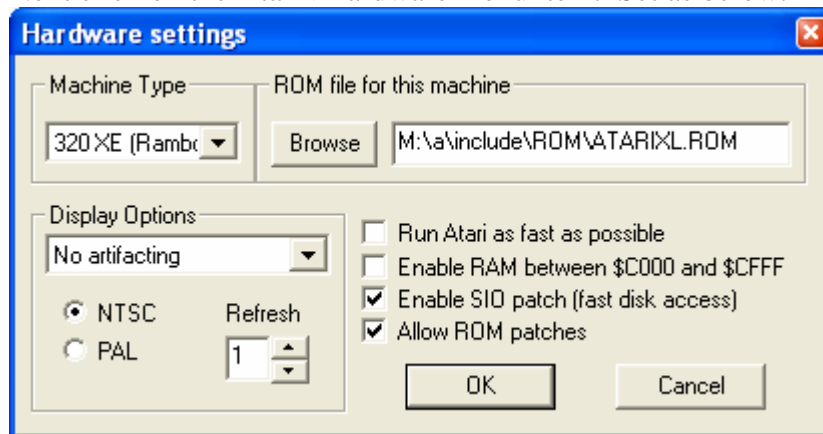 Hardware settings
Machine Type
ROM file for this machine
320 XE (Rambo
Browse
M:\a\include\ROM\ATARIXL.ROM
Display Options
No artifacting
NTSC
PAL
Refresh
1
Run Atari as fast as possible
Enable RAM between $C000 and $CFFF
Enable SIO patch (fast disk access)
Allow ROM patches
OK
Cancel